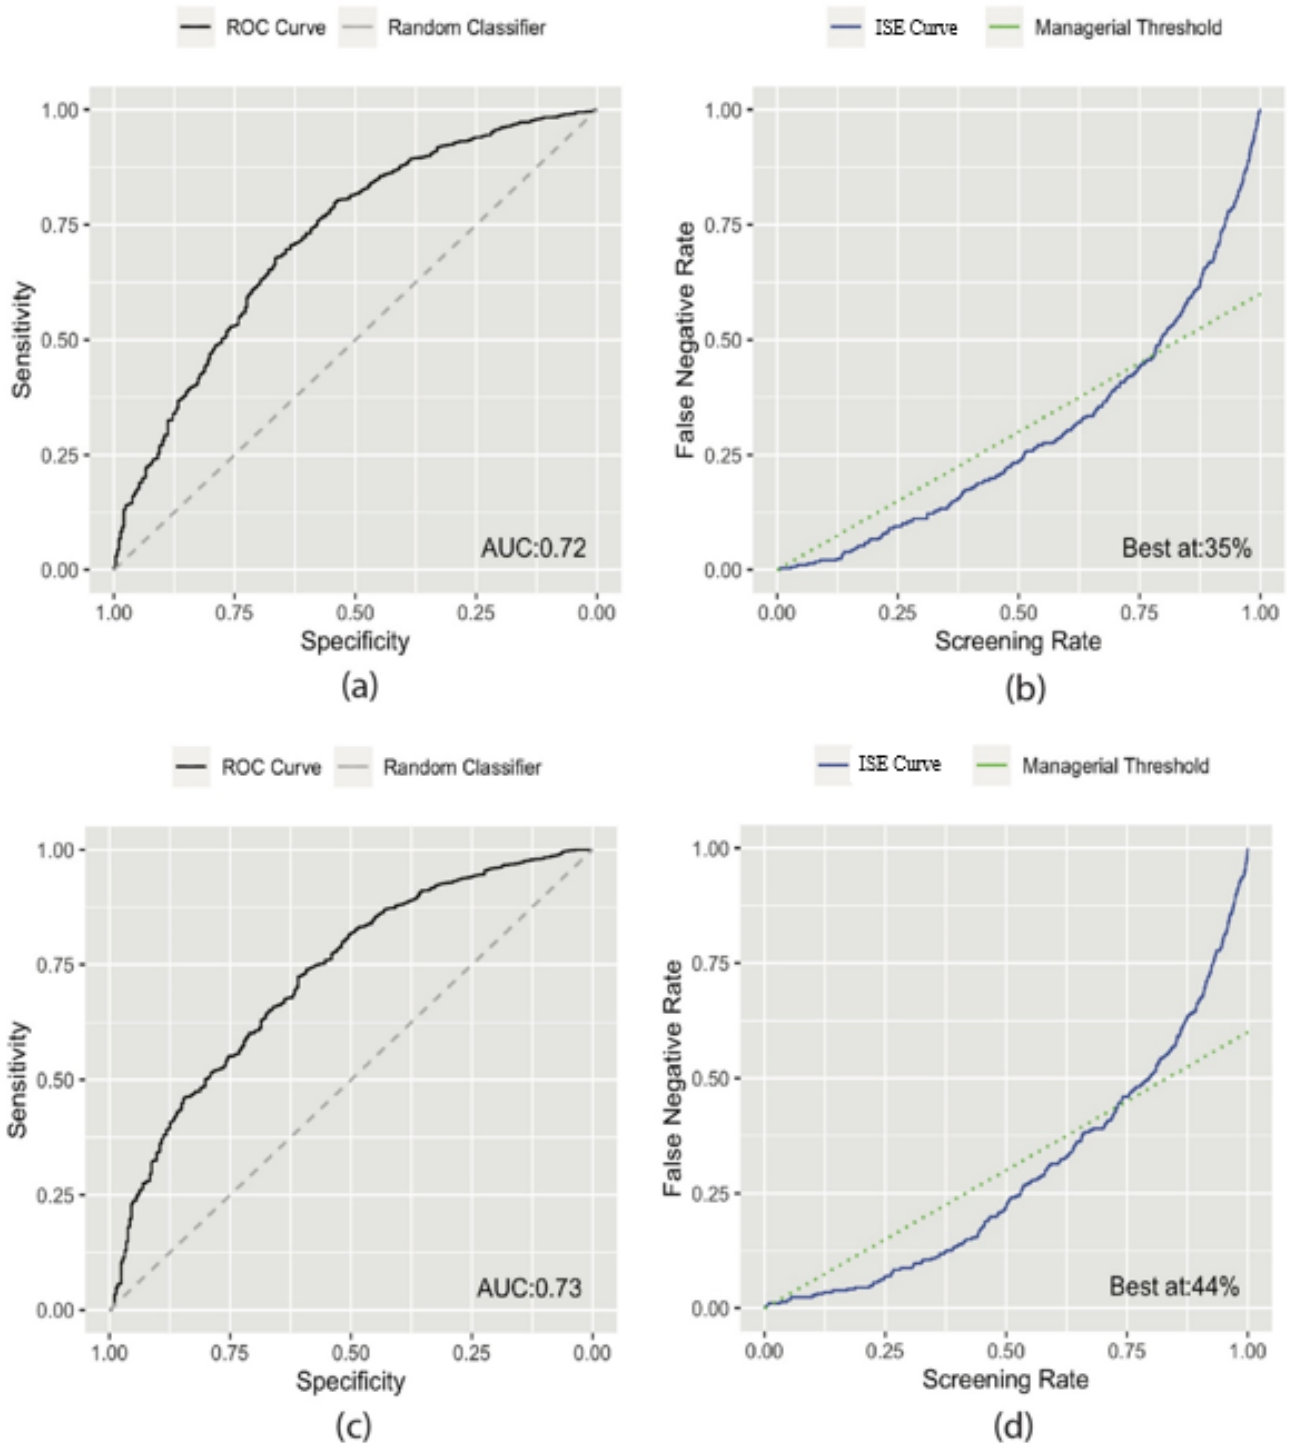 ROC Curve Random Classifier
ISE Curve Managerial Threshold
1.00
0.75
0.50
0.25
0.00
Sensitivity
AUC:0.72
1.00 0.75 0.50 0.25 0.00
Specificity
(a)
1.00
0.75
0.50
0.25
0.00
False Negative Rate
Best at:35%
0.00 0.25 0.50 0.75 1.00
Screening Rate
(b)
ROC Curve Random Classifier
ISE Curve Managerial Threshold
1.00
0.75
0.50
0.25
0.00
Sensitivity
AUC:0.73
1.00 0.75 0.50 0.25 0.00
Specificity
(c)
1.00
0.75
0.50
0.25
0.00
False Negative Rate
Best at:44%
0.00 0.25 0.50 0.75 1.00
Screening Rate
(d)